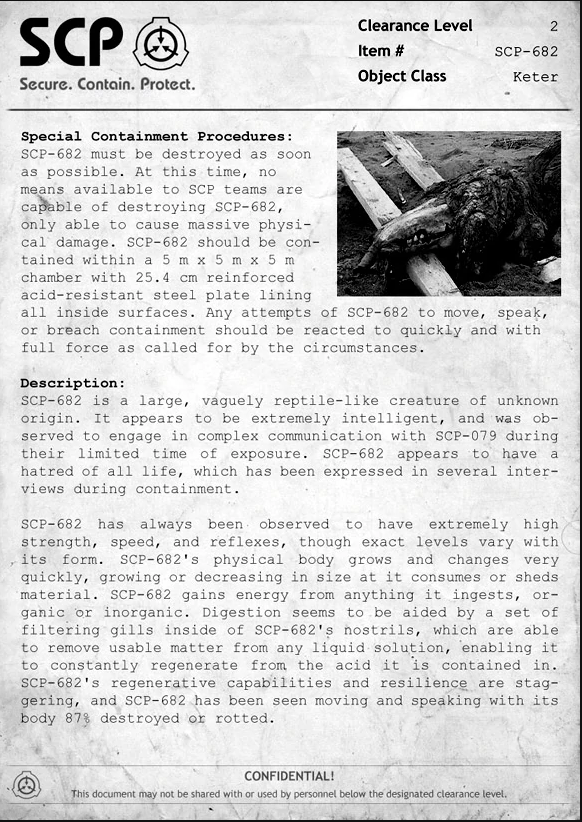 SCP
Secure. Contain. Protect.
Clearance Level 2
Item # SCP-682
Object Class Keter
Special Containment Procedures:
SCP-682 must be destroyed as soon
as possible. At this time, no
means available to SCP teams are
capable of destroying SCP-682,
only able to cause massive physi-
cal damage. SCP-682 should be con-
tained within a 5 m x 5 m x 5 m
chamber with 25.4 cm reinforced
acid-resistant steel plate lining
all inside surfaces. Any attempts of SCP-682 to move, speak,
or breach containment should be reacted to quickly and with
full force as called for by the circumstances.
Description:
SCP-682 is a large, vaguely reptile-like creature of unknown
origin. It appears to be extremely intelligent, and was ob-
served to engage in complex communication with SCP-079 during
their limited time of exposure. SCP-682 appears to have a
hatred of all life, which has been expressed in several inter-
views during containment.
SCP-682 has always been observed to have extremely high
strength, speed, and reflexes, though exact levels vary with
its form. SCP-682's physical body grows and changes very
quickly, growing or decreasing in size at it consumes or sheds
material. SCP-682 gains energy from anything it ingests, or-
ganic or inorganic. Digestion seems to be aided by a set of
filtering gills inside of SCP-682's nostrils, which are able
to remove usable matter from any liquid solution, enabling it
to constantly regenerate from the acid it is contained in.
SCP-682's regenerative capabilities and resilience are stag-
gering, and SCP-682 has been seen moving and speaking with its
body 87% destroyed or rotted.
CONFIDENTIAL!
This document may not be shared with or used by personnel below the designated clearance level.